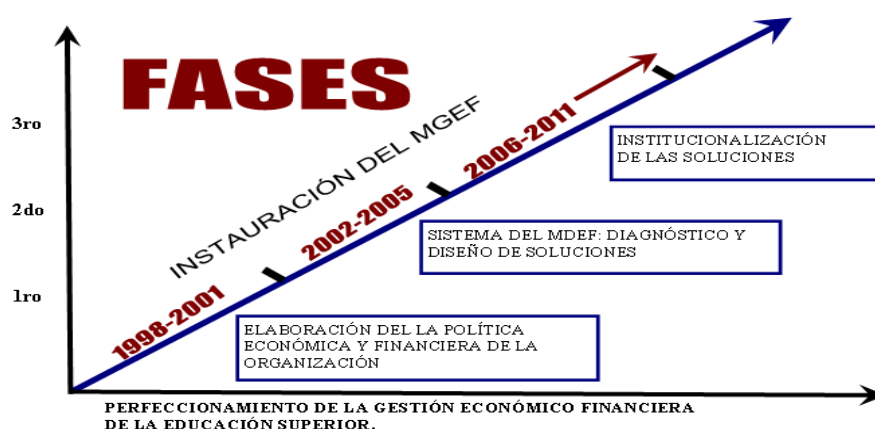 FASES
3ro
2do
1ro
INSTAURACIÓN DEL MGEF
1998-2001
2002-2005
2006-2011
INSTITUCIONALIZACIÓN
DE LAS SOLUCIONES
SISTEMA DEL MDEF: DIAGNÓSTICO Y
DISEÑO DE SOLUCIONES
ELABORACIÓN DEL LA POLÍTICA
ECONÓMICA Y FINANCIERA DE LA
ORGANIZACIÓN
PERFECCIONAMIENTO DE LA GESTIÓN ECONÓMICO FINANCIERA
DE LA EDUCACIÓN SUPERIOR.